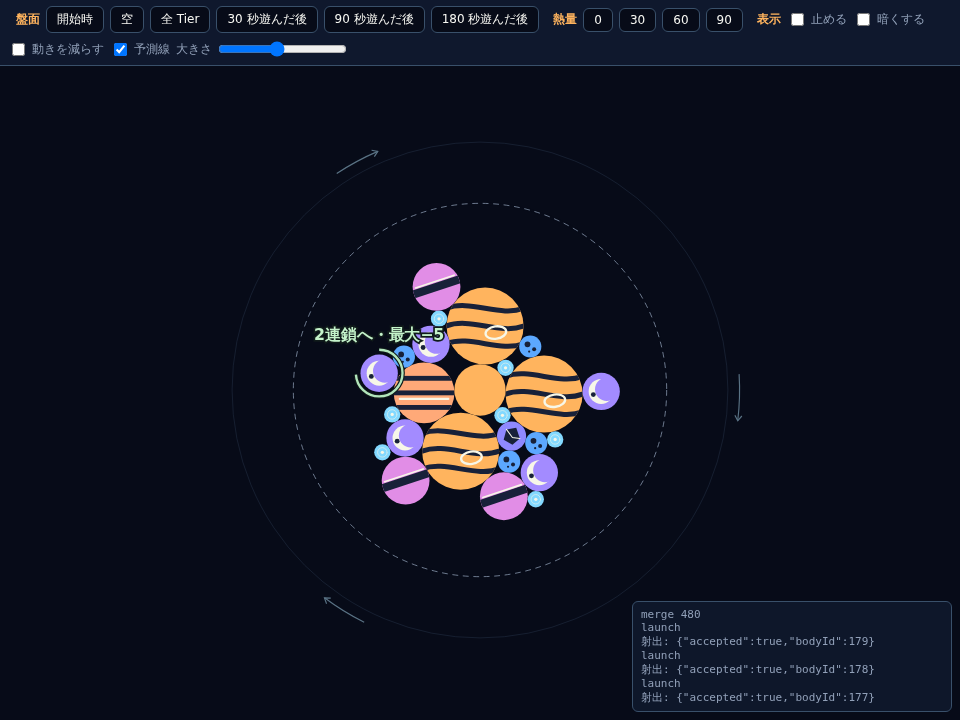 盤面 開始時 空 全 Tier 30 秒遊んだ後 90 秒遊んだ後 180 秒遊んだ後 熱量 0 30 60 90 表示 止める 暗くする
動きを減らす 予測線 大きさ
2連鎖へ・最大=5
merge 480
launch
射出: {"accepted":true,"bodyId":179}
launch
射出: {"accepted":true,"bodyId":178}
launch
射出: {"accepted":true,"bodyId":177}